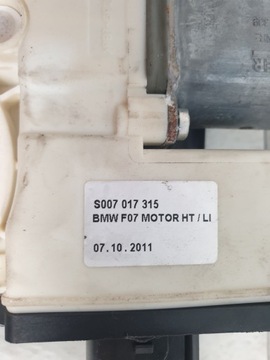 S007 017 315
BMW F07 MOTOR HT / LI
07.10.2011